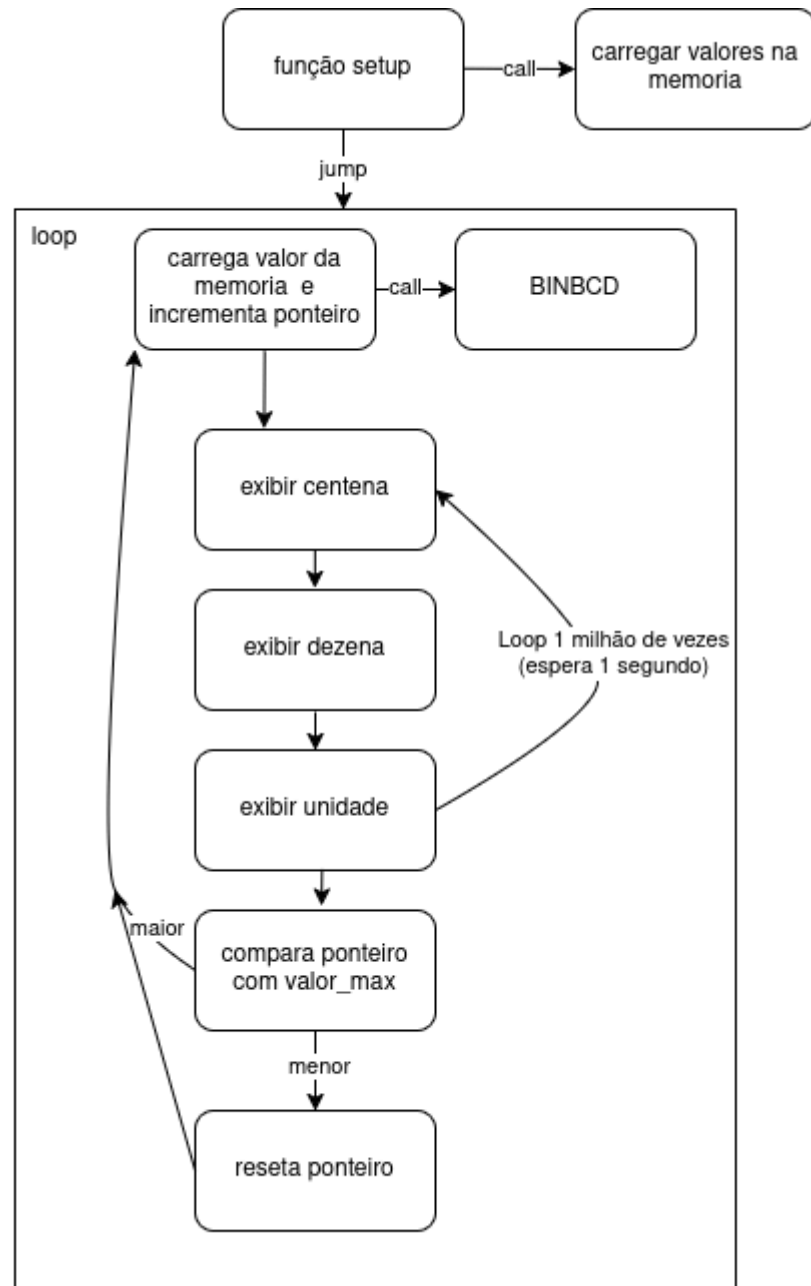 função setup
call
carregar valores na
memoria
jump
loop
carrega valor da
memoria e
incrementa ponteiro
call
BINBCD
exibir centena
exibir dezena
Loop 1 milhão de vezes
(espera 1 segundo)
exibir unidade
maior
compara ponteiro
com valor_max
menor
reseta ponteiro